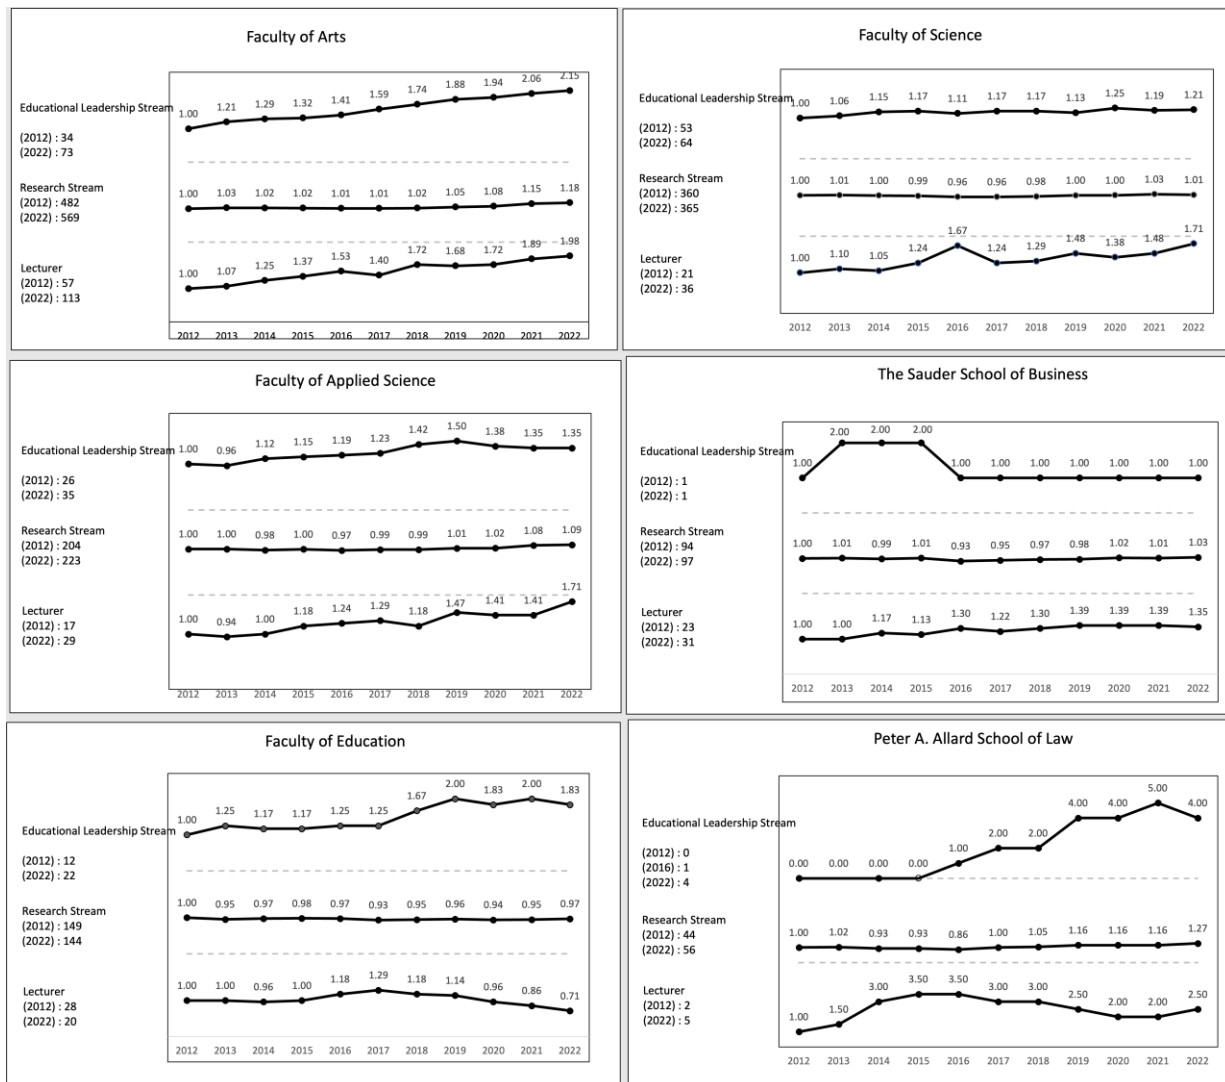 Faculty of Arts
Educational Leadership Stream
(2012) : 34
(2022) : 73
1.00 1.21 1.29 1.32 1.41 1.59 1.74 1.88 1.94 2.06 2.15
Research Stream
(2012) : 482
(2022) : 569
1.00 1.03 1.02 1.02 1.01 1.01 1.02 1.05 1.08 1.15 1.18
Lecturer
(2012) : 57
(2022) : 113
1.00 1.07 1.25 1.37 1.53 1.40 1.72 1.68 1.72 1.89 1.98
2012 2013 2014 2015 2016 2017 2018 2019 2020 2021 2022
Faculty of Science
Educational Leadership Stream
(2012) : 53
(2022) : 64
1.00 1.06 1.15 1.17 1.11 1.17 1.17 1.13 1.25 1.19 1.21
Research Stream
(2012) : 360
(2022) : 365
1.00 1.01 1.00 0.99 0.96 0.96 0.98 1.00 1.00 1.03 1.01
Lecturer
(2012) : 21
(2022) : 36
1.00 1.10 1.05 1.24 1.67 1.24 1.29 1.48 1.38 1.48 1.71
2012 2013 2014 2015 2016 2017 2018 2019 2020 2021 2022
Faculty of Applied Science
Educational Leadership Stream
(2012) : 26
(2022) : 35
1.00 0.96 1.12 1.15 1.19 1.23 1.42 1.50 1.38 1.35 1.35
Research Stream
(2012) : 204
(2022) : 223
1.00 1.00 0.98 1.00 0.97 0.99 0.99 1.01 1.02 1.08 1.09
Lecturer
(2012) : 17
(2022) : 29
1.00 0.94 1.00 1.18 1.24 1.29 1.18 1.47 1.41 1.41 1.71
2012 2013 2014 2015 2016 2017 2018 2019 2020 2021 2022
The Sauder School of Business
Educational Leadership Stream
(2012) : 1
(2022) : 1
1.00 2.00 2.00 2.00 1.00 1.00 1.00 1.00 1.00 1.00 1.00
Research Stream
(2012) : 94
(2022) : 97
1.00 1.01 0.99 1.01 0.93 0.95 0.97 0.98 1.02 1.01 1.03
Lecturer
(2012) : 23
(2022) : 31
1.00 1.00 1.17 1.13 1.30 1.22 1.30 1.39 1.39 1.39 1.35
2012 2013 2014 2015 2016 2017 2018 2019 2020 2021 2022
Faculty of Education
Educational Leadership Stream
(2012) : 12
(2022) : 22
1.00 1.25 1.17 1.17 1.25 1.25 1.67 2.00 1.83 2.00 1.83
Research Stream
(2012) : 149
(2022) : 144
1.00 0.95 0.97 0.98 0.97 0.93 0.95 0.96 0.94 0.95 0.97
Lecturer
(2012) : 28
(2022) : 20
1.00 1.00 0.96 1.00 1.18 1.29 1.18 1.14 0.96 0.86 0.71
2012 2013 2014 2015 2016 2017 2018 2019 2020 2021 2022
Peter A. Allard School of Law
Educational Leadership Stream
(2012) : 0
(2016) : 1
(2022) : 4
0.00 0.00 0.00 0.00 1.00 2.00 2.00 4.00 4.00 5.00 4.00
Research Stream
(2012) : 44
(2022) : 56
1.00 1.02 0.93 0.93 0.86 1.00 1.05 1.16 1.16 1.16 1.27
Lecturer
(2012) : 2
(2022) : 5
1.00 1.50 3.00 3.50 3.50 3.00 3.00 2.50 2.00 2.00 2.50
2012 2013 2014 2015 2016 2017 2018 2019 2020 2021 2022